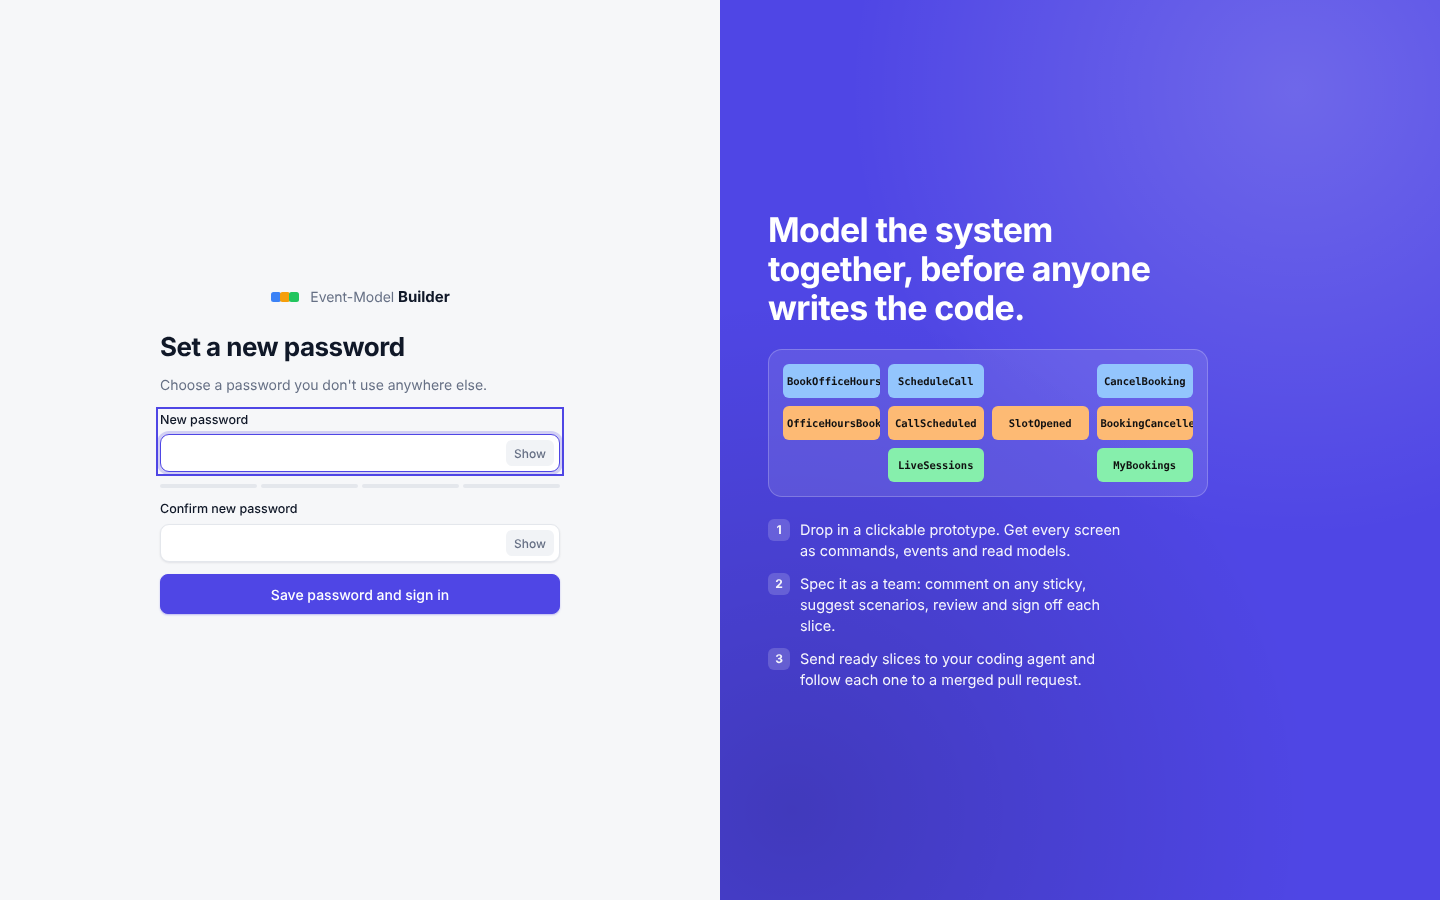 Event-Model Builder
Set a new password
Choose a password you don't use anywhere else.
New password
Show
Confirm new password
Show
Save password and sign in
Model the system
together, before anyone
writes the code.
BookOfficeHours
ScheduleCall
CancelBooking
OfficeHoursBook
CallScheduled
SlotOpened
BookingCancelle
LiveSessions
MyBookings
1 Drop in a clickable prototype. Get every screen
as commands, events and read models.
2 Spec it as a team: comment on any sticky,
suggest scenarios, review and sign off each
slice.
3 Send ready slices to your coding agent and
follow each one to a merged pull request.